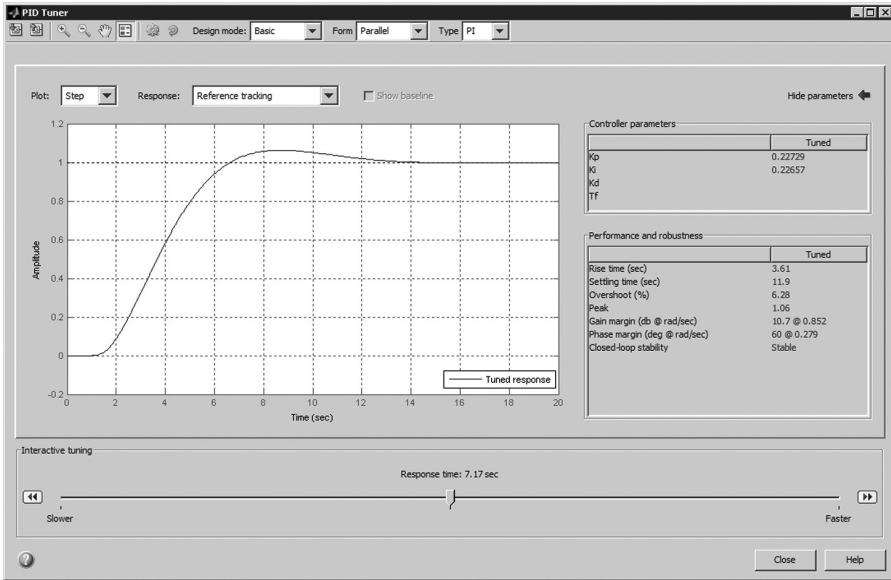 PID Tuner
Design mode: Basic Form Parallel Type PI
Plot: Step Response: Reference tracking Show baseline Hide parameters
1.2
1
0.8
0.6
0.4
0.2
0
-0.2
Amplitude
0 2 4 6 8 10 12 14 16 18 20
Time (sec)
Tuned response
Controller parameters
Tuned
Kp 0.22729
Ki 0.22657
Kd
Tf
Performance and robustness
Tuned
Rise time (sec) 3.61
Settling time (sec) 11.9
Overshoot (%) 6.28
Peak 1.06
Gain margin (db @ rad/sec) 10.7 @ 0.852
Phase margin (deg @ rad/sec) 60 @ 0.279
Closed-loop stability Stable
Interactive tuning
Response time: 7.17 sec
Slower Faster
? Close Help